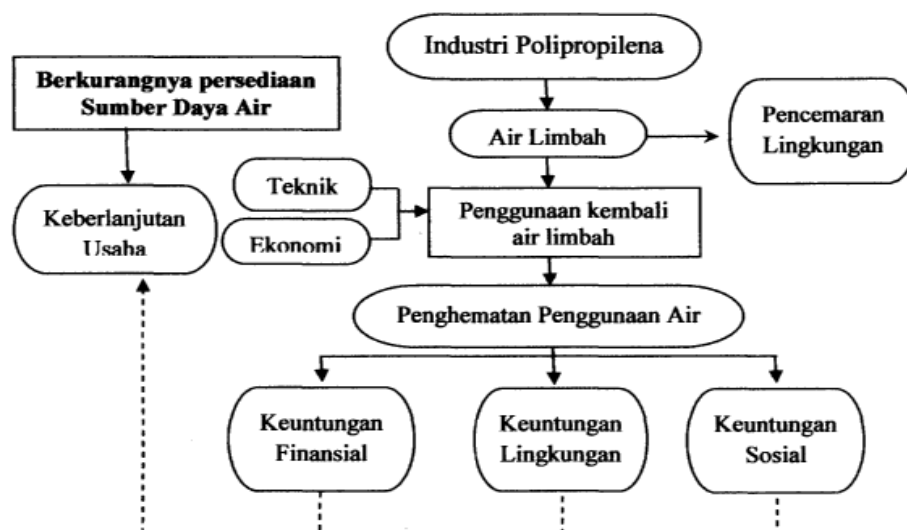 Industri Polipropilena
Berkurangnya persediaan
Sumber Daya Air
Air Limbah
Pencemaran
Lingkungan
Teknik
Ekonomi
Keberlanjutan
Usaha
Penggunaan kembali
air limbah
Penghematan Penggunaan Air
Keuntungan
Finansial
Keuntungan
Lingkungan
Keuntungan
Sosial